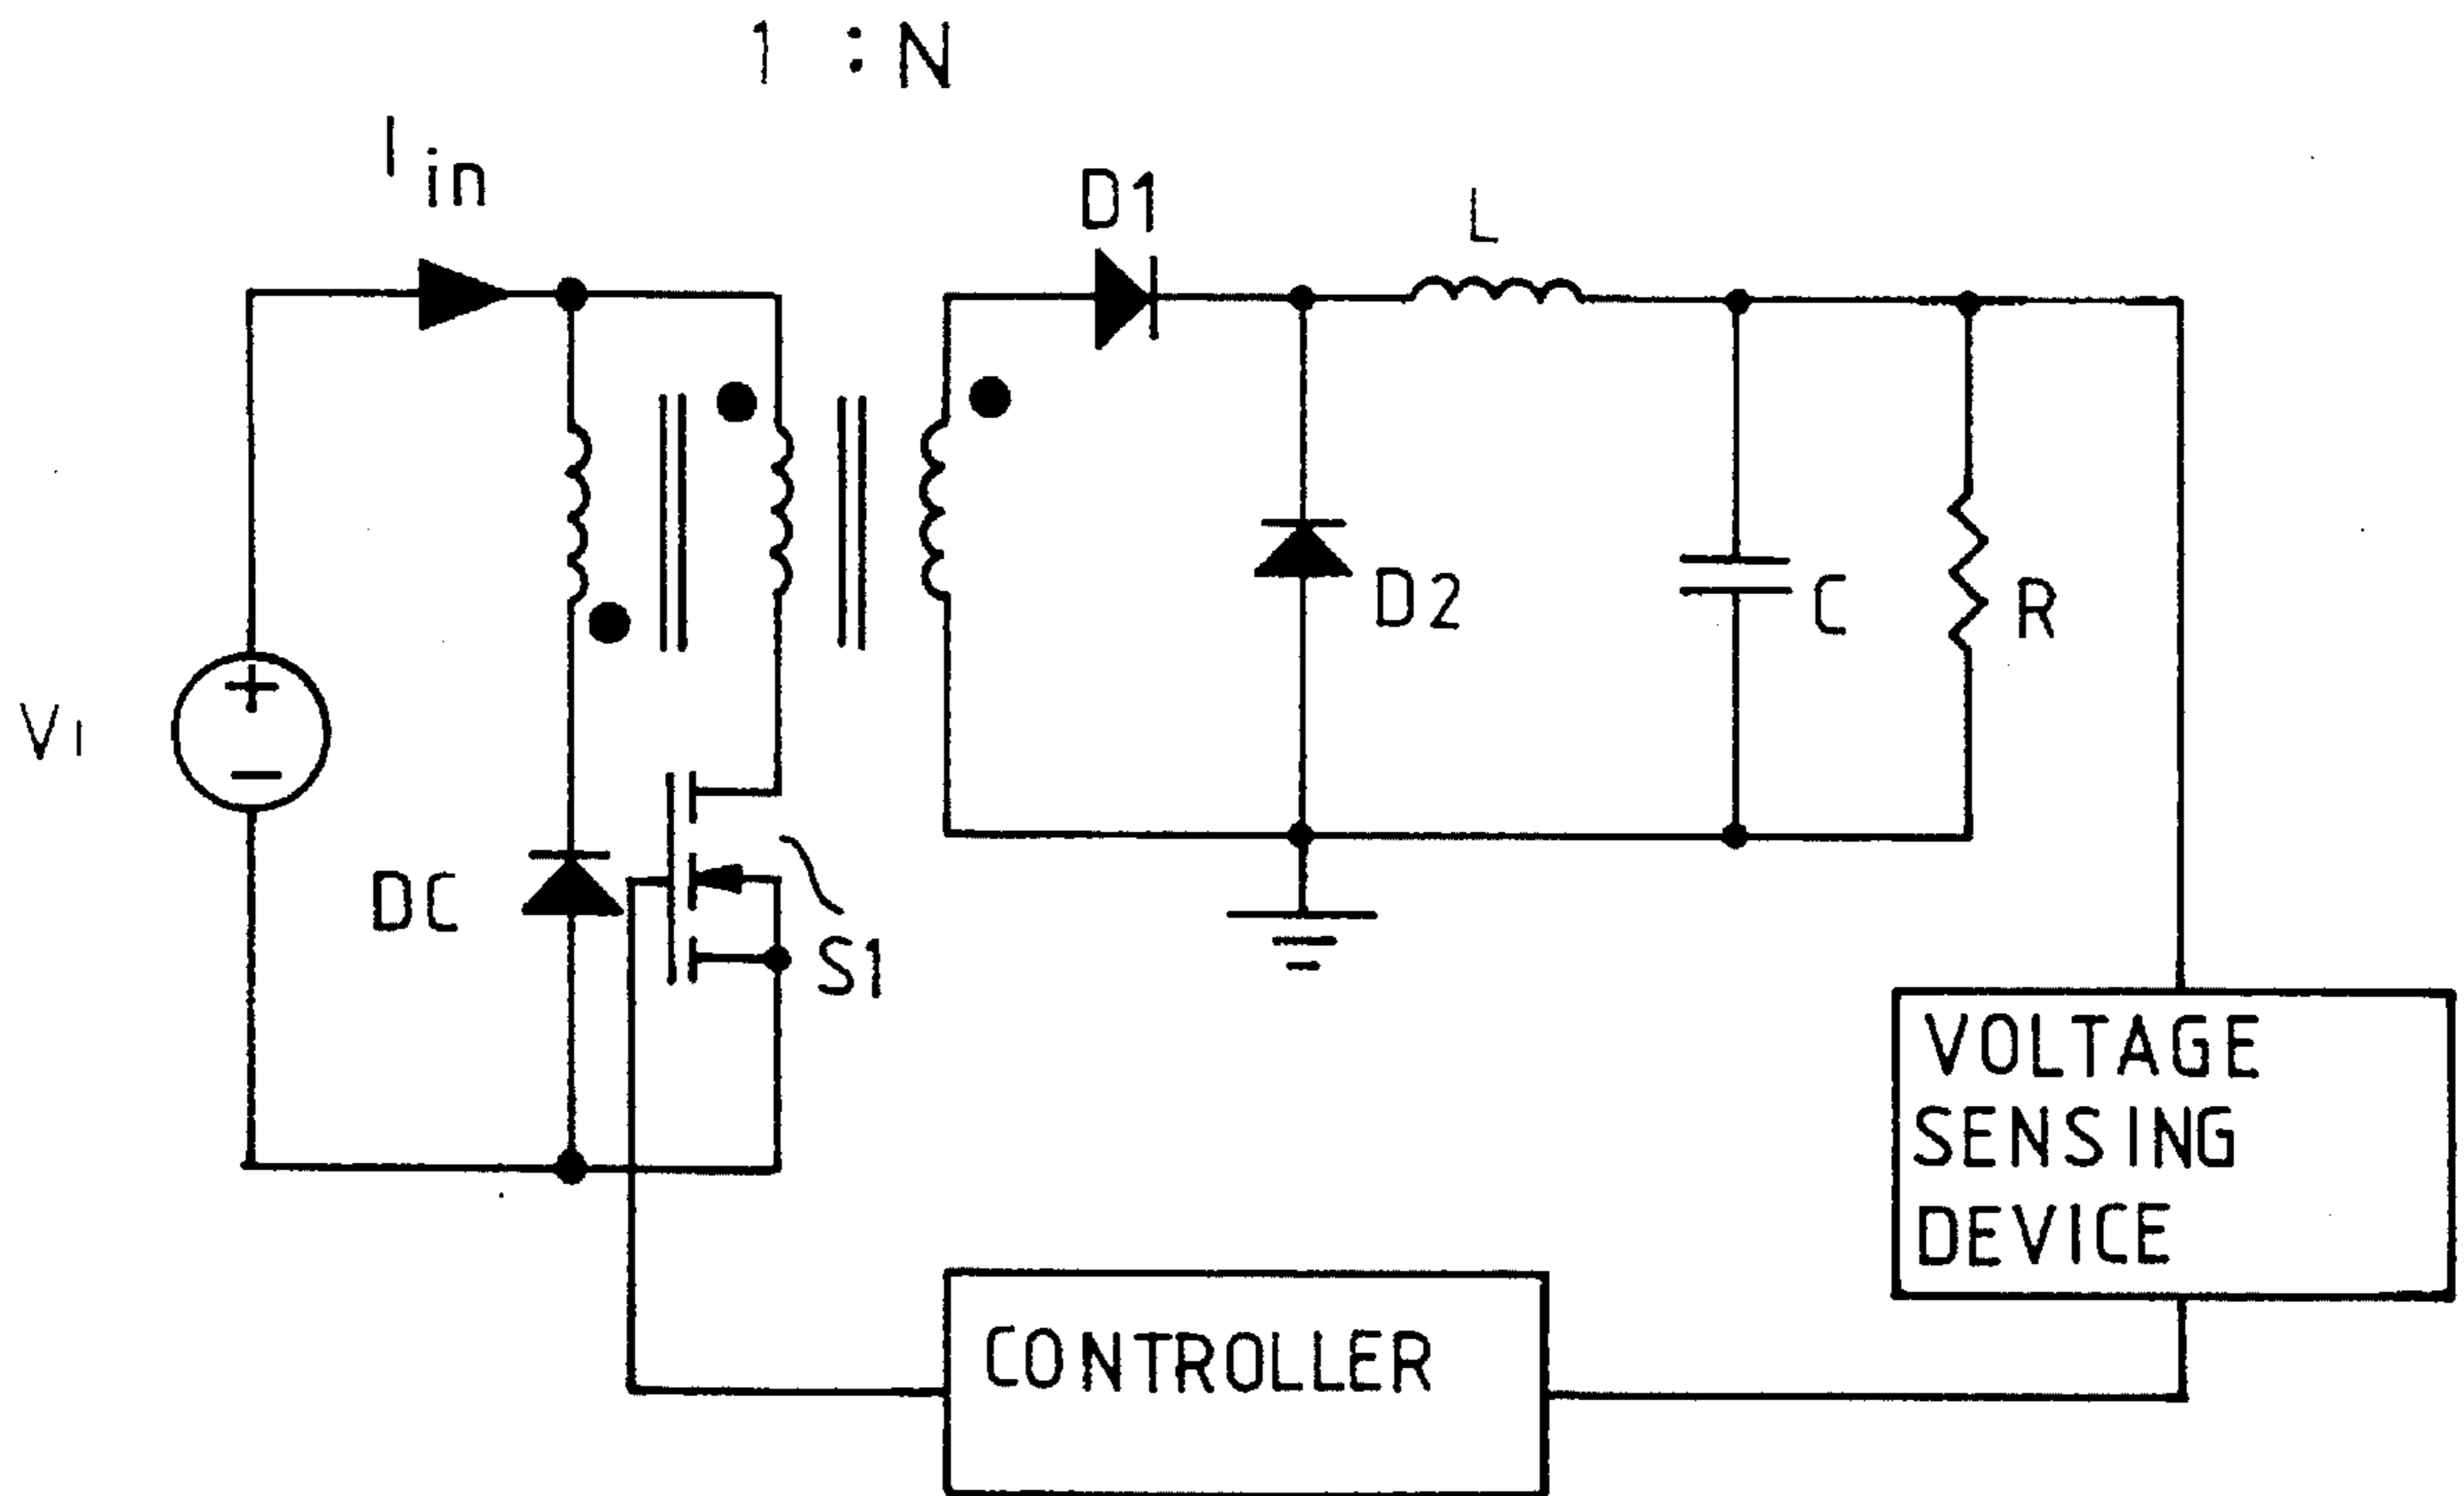 1 : N
I in
D1
L
D2
C
R
VI
DC
S1
VOLTAGE
SENSING
DEVICE
CONTROLLER